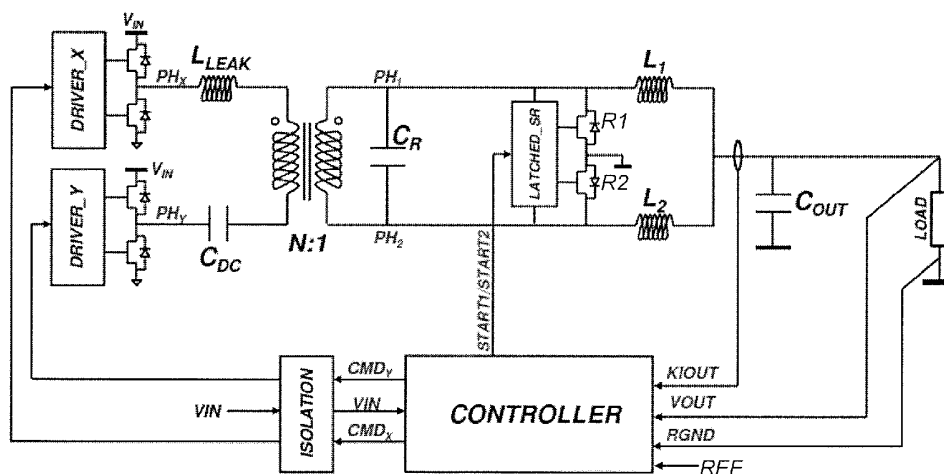 V_IN
DRIVER_X
PH_X
L_LEAK
L_1
PH_1
C_R
LATCHED_SR
R1
R2
V_IN
DRIVER_Y
PH_Y
C_DC
N:1
PH_2
L_2
C_OUT
LOAD
START1/START2
ISOLATION
CMD_Y
VIN
VIN
CMD_X
CONTROLLER
KIOUT
VOUT
RGND
REF